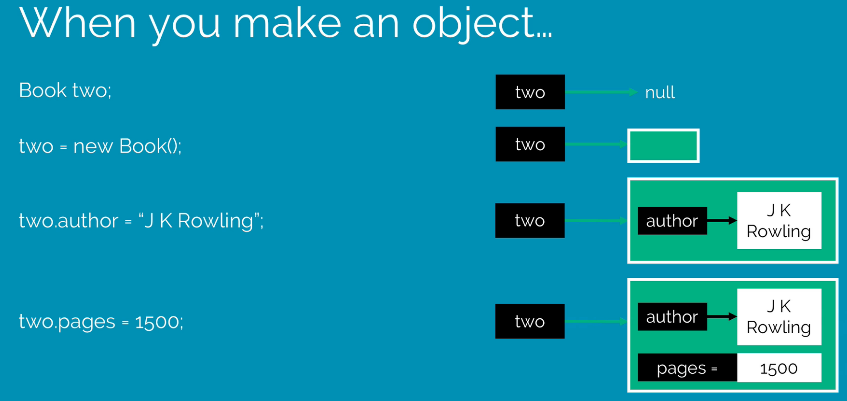 When you make an object...
Book two;
two
null
two = new Book();
two
two.author = “J K Rowling”;
two
author
J K
Rowling
two.pages = 1500;
two
author
J K
Rowling
pages =
1500